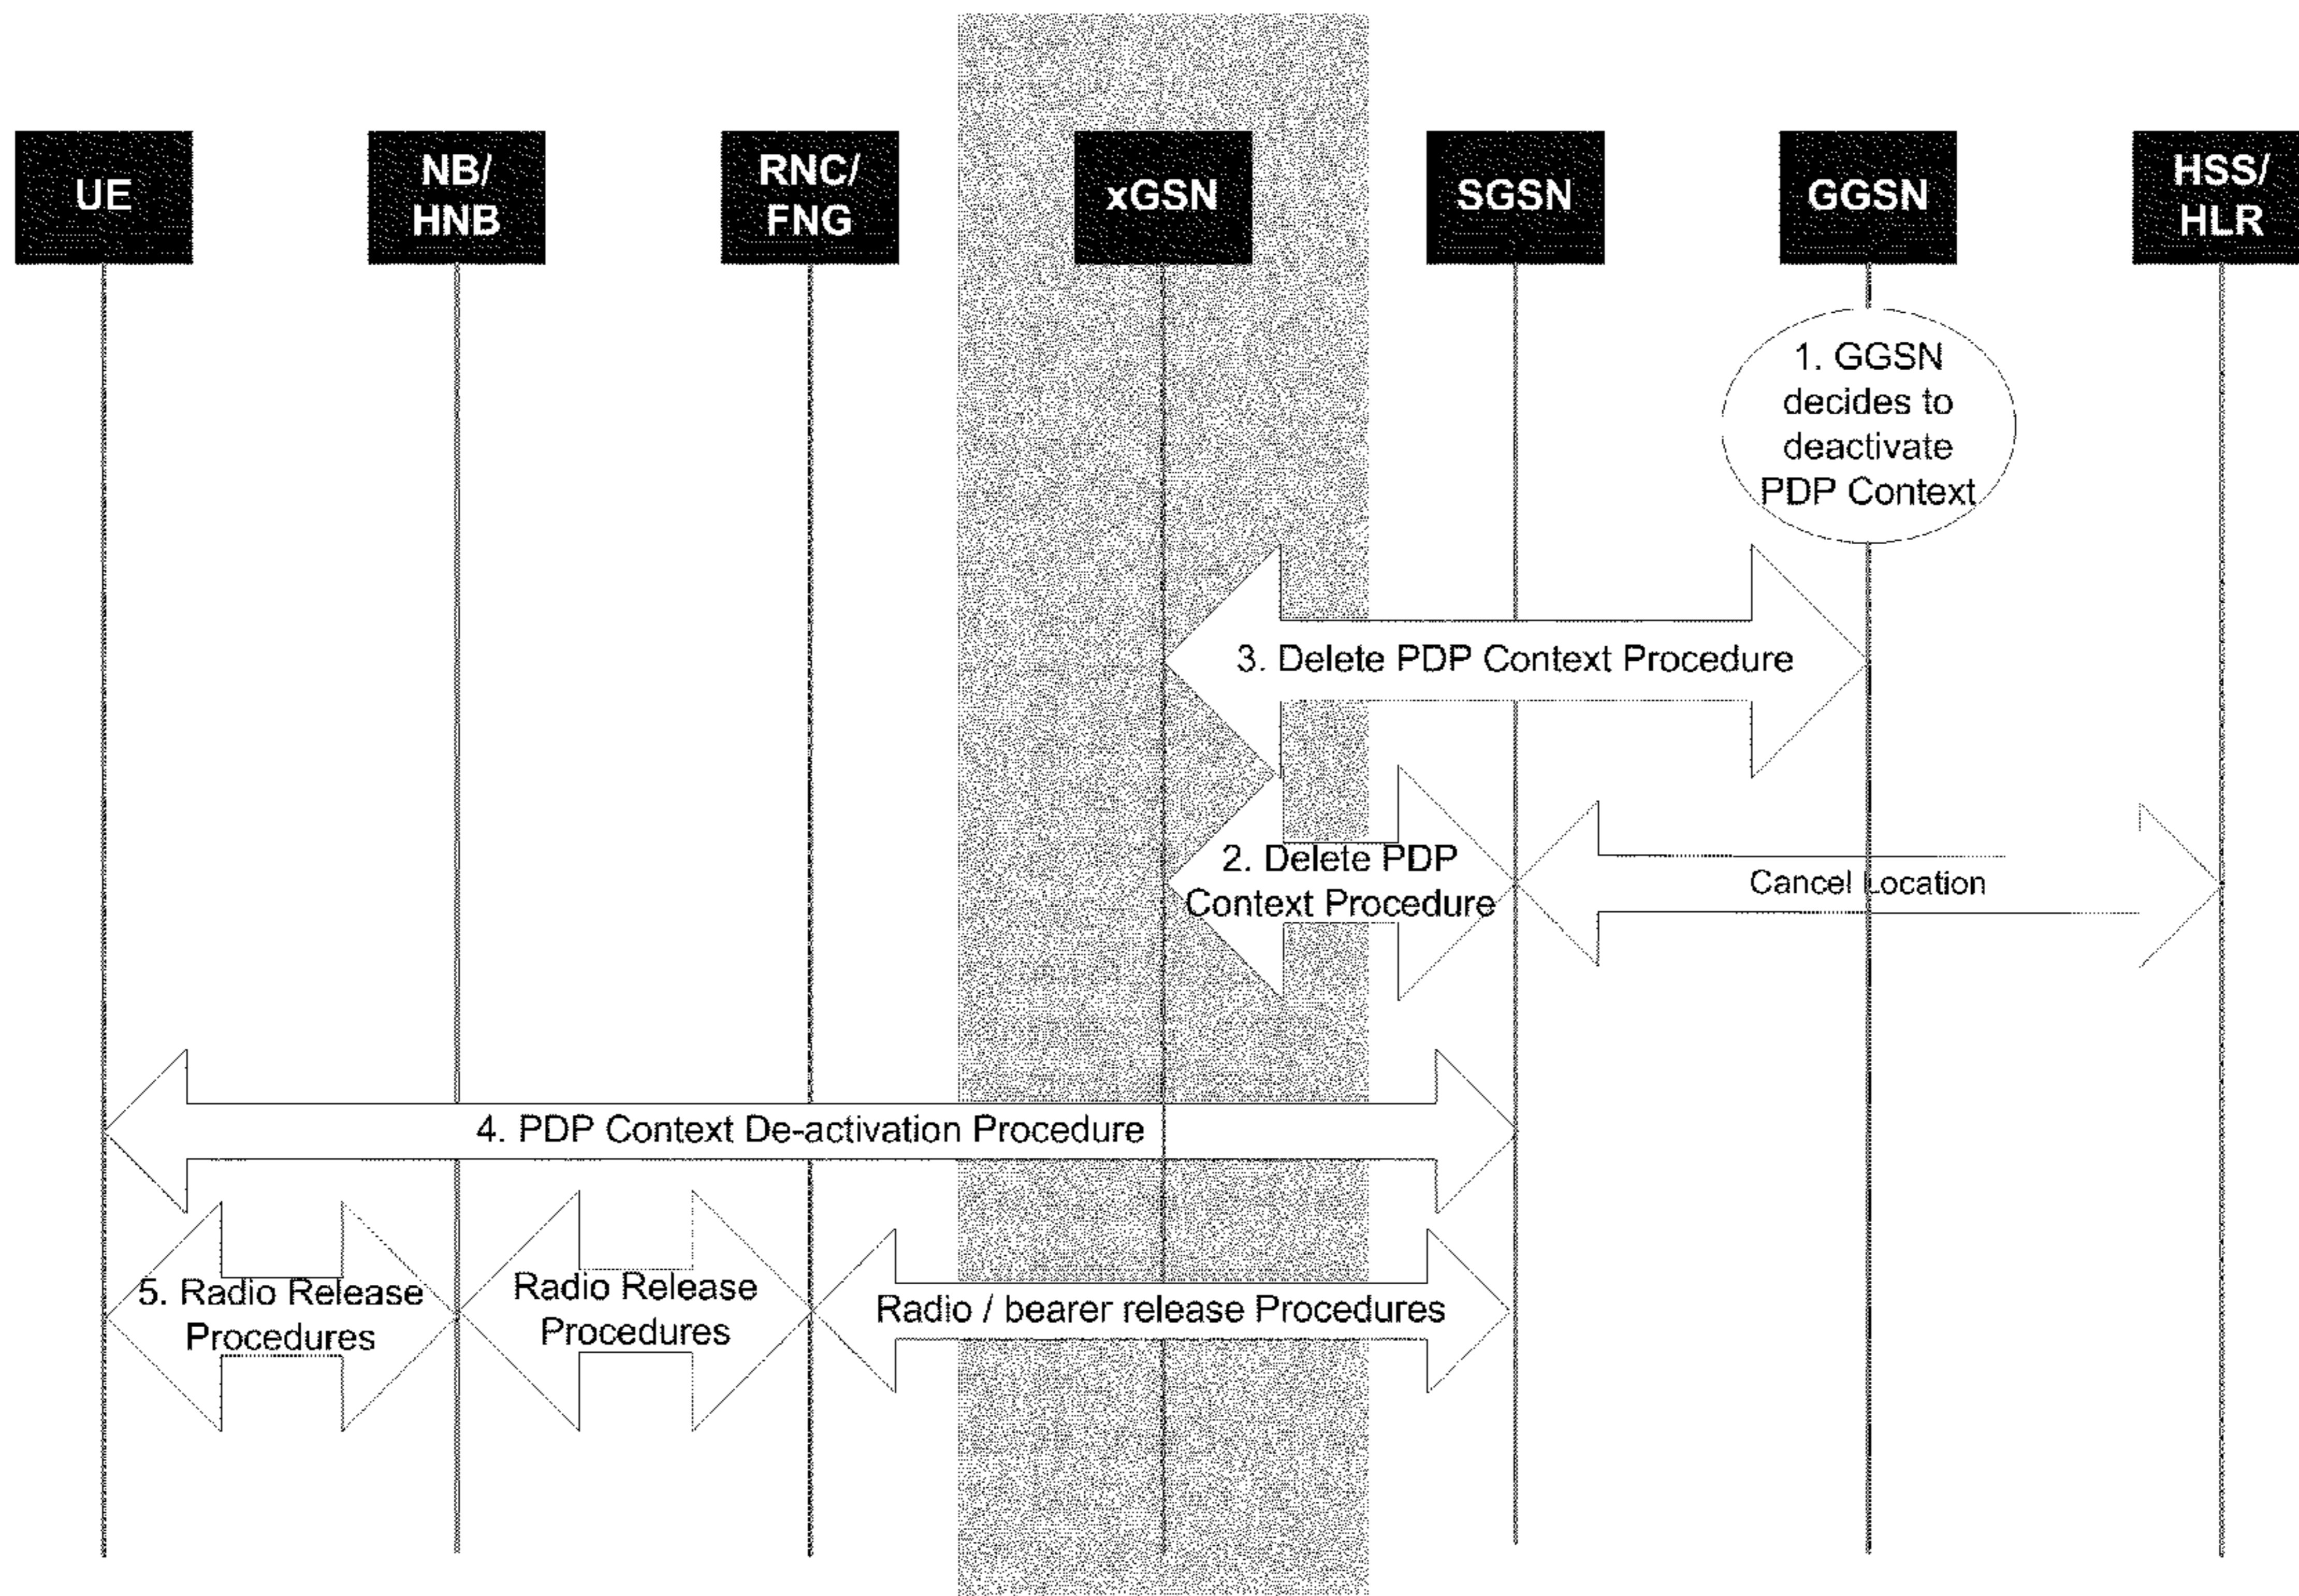 UE
NB/
HNB
RNC/
FNG
xGSN
SGSN
GGSN
HSS/
HLR
1. GGSN
decides to
deactivate
PDP Context
3. Delete PDP Context Procedure
2. Delete PDP
Context Procedure
Cancel Location
4. PDP Context De-activation Procedure
5. Radio Release
Procedures
Radio Release
Procedures
Radio / bearer release Procedures